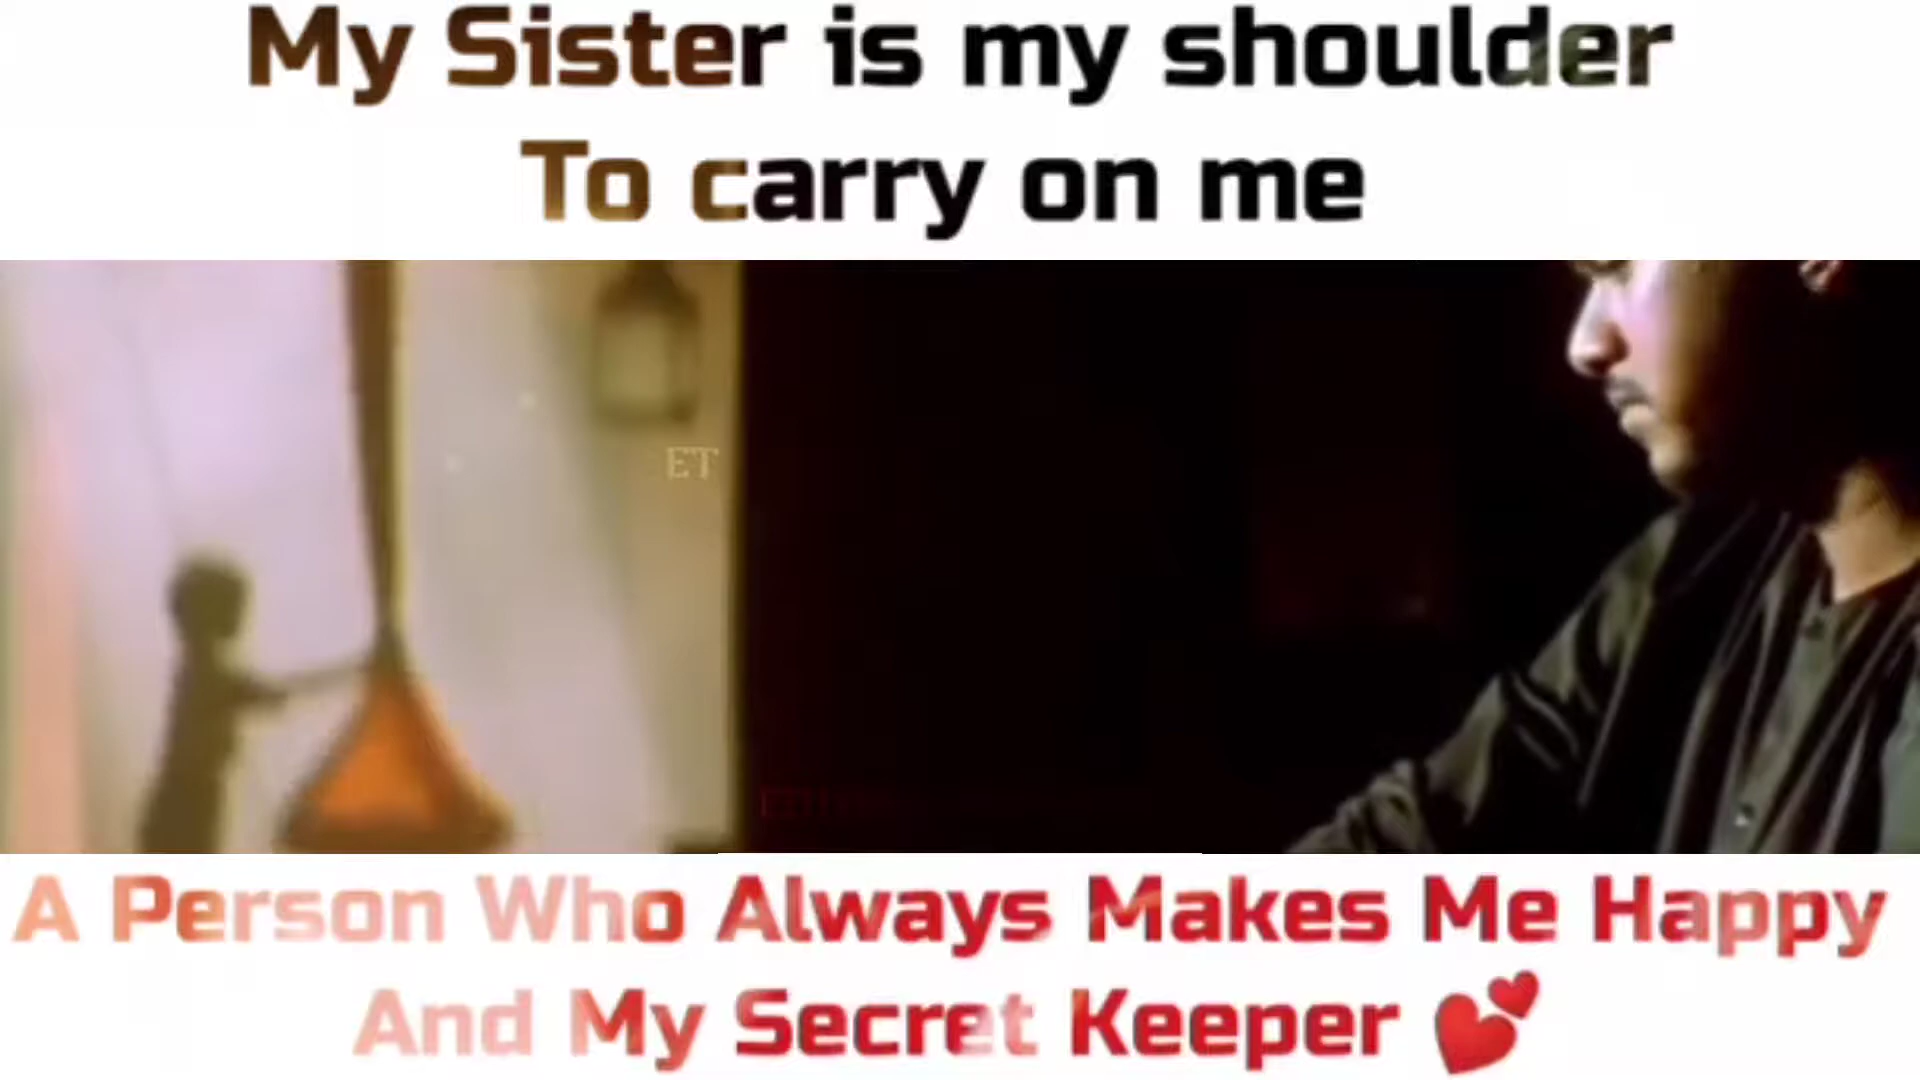 My Sister is my shoulder
To carry on me
ET
A Person Who Always Makes Me Happy
And My Secret Keeper 💕